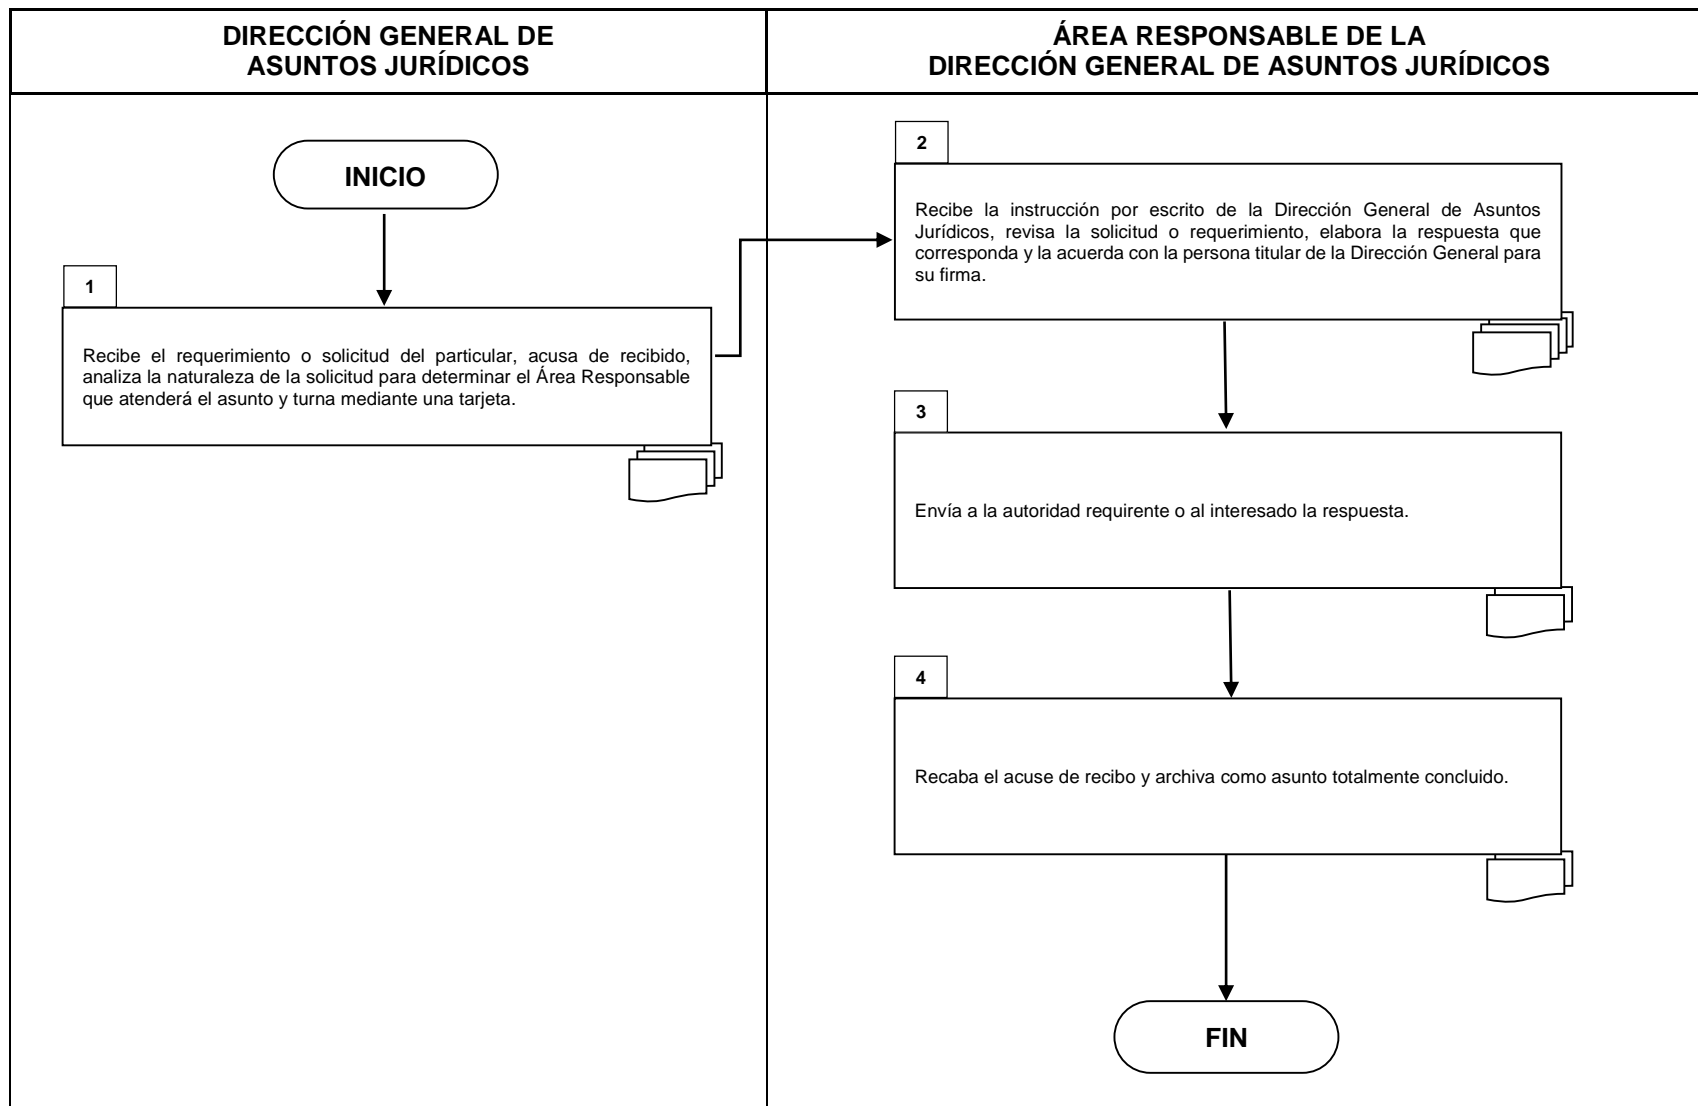 DIRECCIÓN GENERAL DE
ASUNTOS JURÍDICOS
ÁREA RESPONSABLE DE LA
DIRECCIÓN GENERAL DE ASUNTOS JURÍDICOS
INICIO
1
Recibe el requerimiento o solicitud del particular, acusa de recibido,
analiza la naturaleza de la solicitud para determinar el Área Responsable
que atenderá el asunto y turna mediante una tarjeta.
2
Recibe la instrucción por escrito de la Dirección General de Asuntos
Jurídicos, revisa la solicitud o requerimiento, elabora la respuesta que
corresponda y la acuerda con la persona titular de la Dirección General para
su firma.
3
Envía a la autoridad requirente o al interesado la respuesta.
4
Recaba el acuse de recibo y archiva como asunto totalmente concluido.
FIN